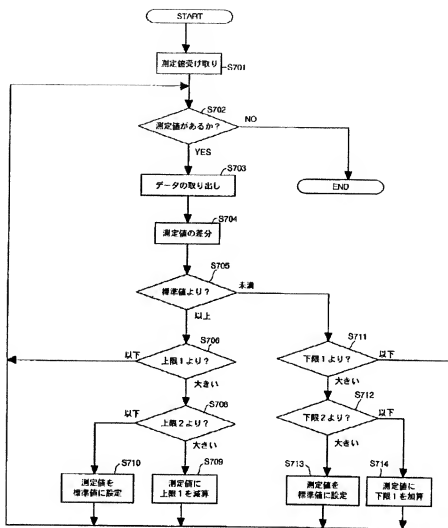 START
測定値受け取り
S701
S702
測定値があるか？
NO
YES
S703
データの取り出し
END
S704
測定値の差分
S705
標準値より？
未満
以上
S706
上限1より？
以下
大きい
S711
下限1より？
以下
大きい
S708
上限2より？
以下
大きい
S712
下限2より？
以下
大きい
S710
測定値を
標準値に設定
S709
測定値に
上限1を減算
S713
測定値を
標準値に設定
S714
測定値に
下限1を加算